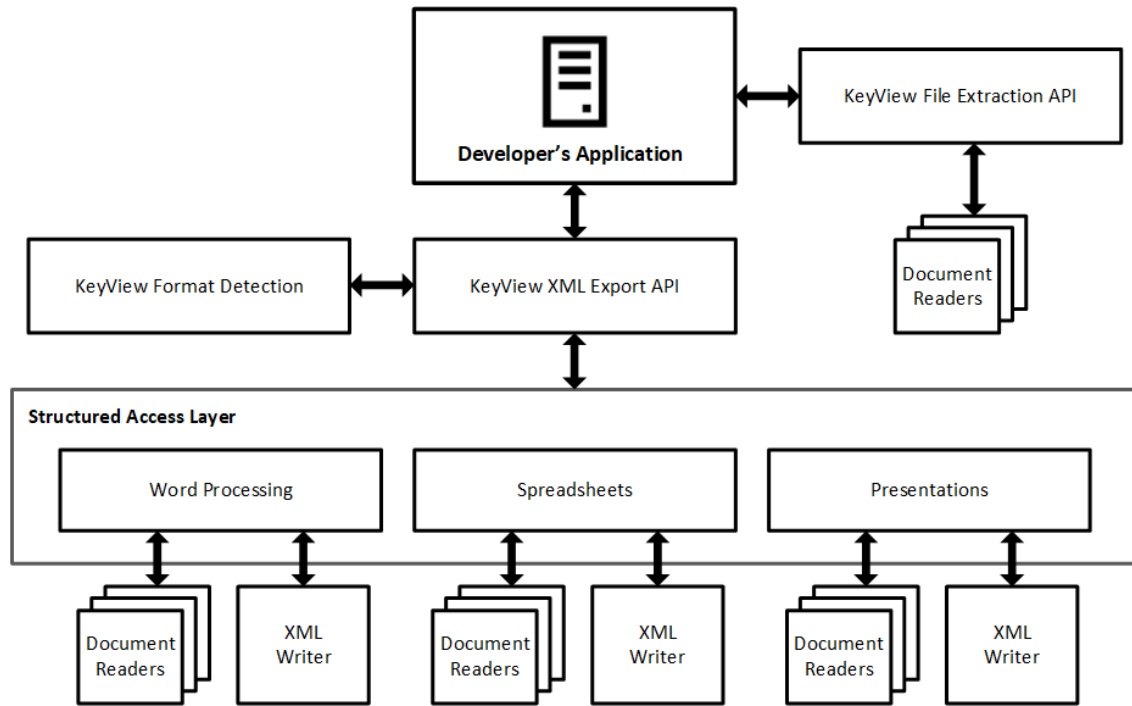 Developer's Application
KeyView File Extraction API
KeyView Format Detection
KeyView XML Export API
Document
Readers
Structured Access Layer
Word Processing
Spreadsheets
Presentations
Document
Readers
XML
Writer
Document
Readers
XML
Writer
Document
Readers
XML
Writer